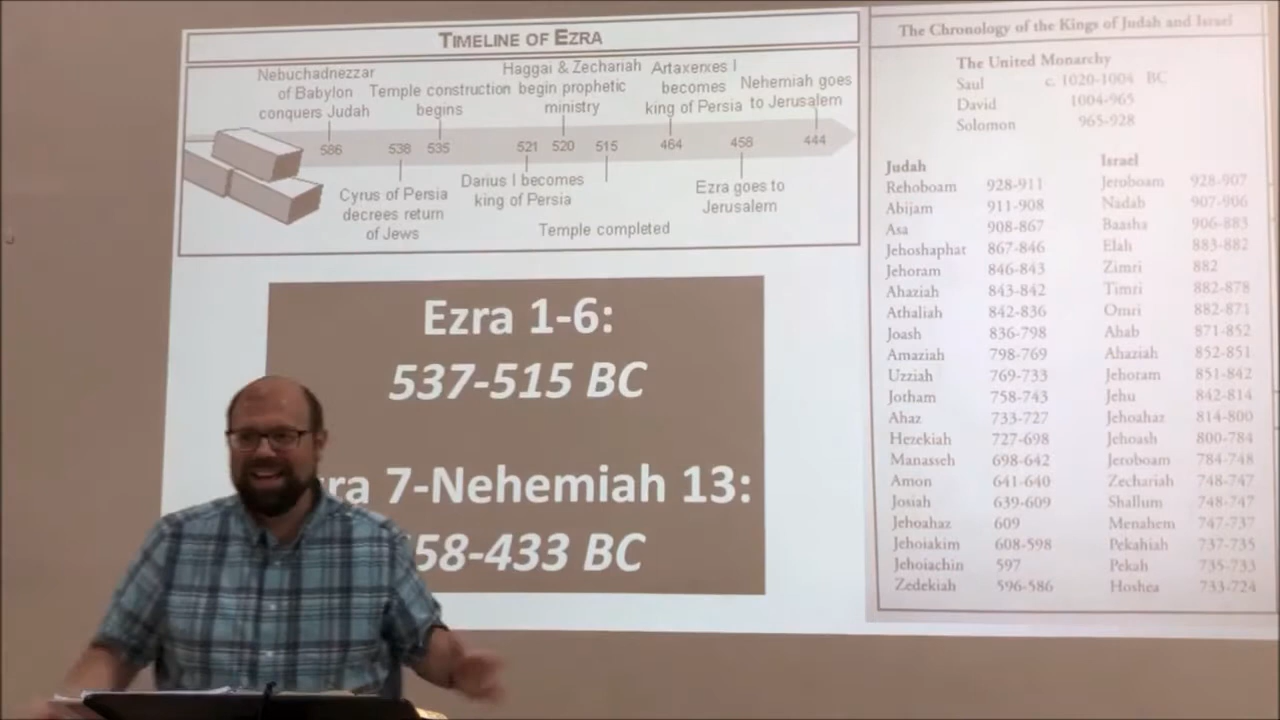 TIMELINE OF EZRA
Nebuchadnezzar
of Babylon
conquers Judah
Temple construction
begins
Haggai & Zechariah
begin prophetic
ministry
Artaxerxes I
becomes
king of Persia
Nehemiah goes
to Jerusalem
586 538 535 521 520 515 464 458 444
Cyrus of Persia
decrees return
of Jews
Darius I becomes
king of Persia
Temple completed
Ezra goes to
Jerusalem
Ezra 1-6:
537-515 BC
ra 7-Nehemiah 13:
58-433 BC
The Chronology of the Kings of Judah and Israel
The United Monarchy
Saul c. 1020-1004 BC
David 1004-965
Solomon 965-928
Judah
Rehoboam 928-911
Abijam 911-908
Asa 908-867
Jehoshaphat 867-846
Jehoram 846-843
Ahaziah 843-842
Athaliah 842-836
Joash 836-798
Amaziah 798-769
Uzziah 769-733
Jotham 758-743
Ahaz 733-727
Hezekiah 727-698
Manasseh 698-642
Amon 641-640
Josiah 639-609
Jehoahaz 609
Jehoiakim 608-598
Jehoiachin 597
Zedekiah 596-586
Israel
Jeroboam 928-907
Nadab 907-906
Baasha 906-883
Elah 883-882
Zimri 882
Timri 882-878
Omri 882-871
Ahab 871-852
Ahaziah 852-851
Jehoram 851-842
Jehu 842-814
Jehoahaz 814-800
Jehoash 800-784
Jeroboam 784-748
Zechariah 748-747
Shallum 748-747
Menahem 747-737
Pekahiah 737-735
Pekah 735-733
Hoshea 733-724